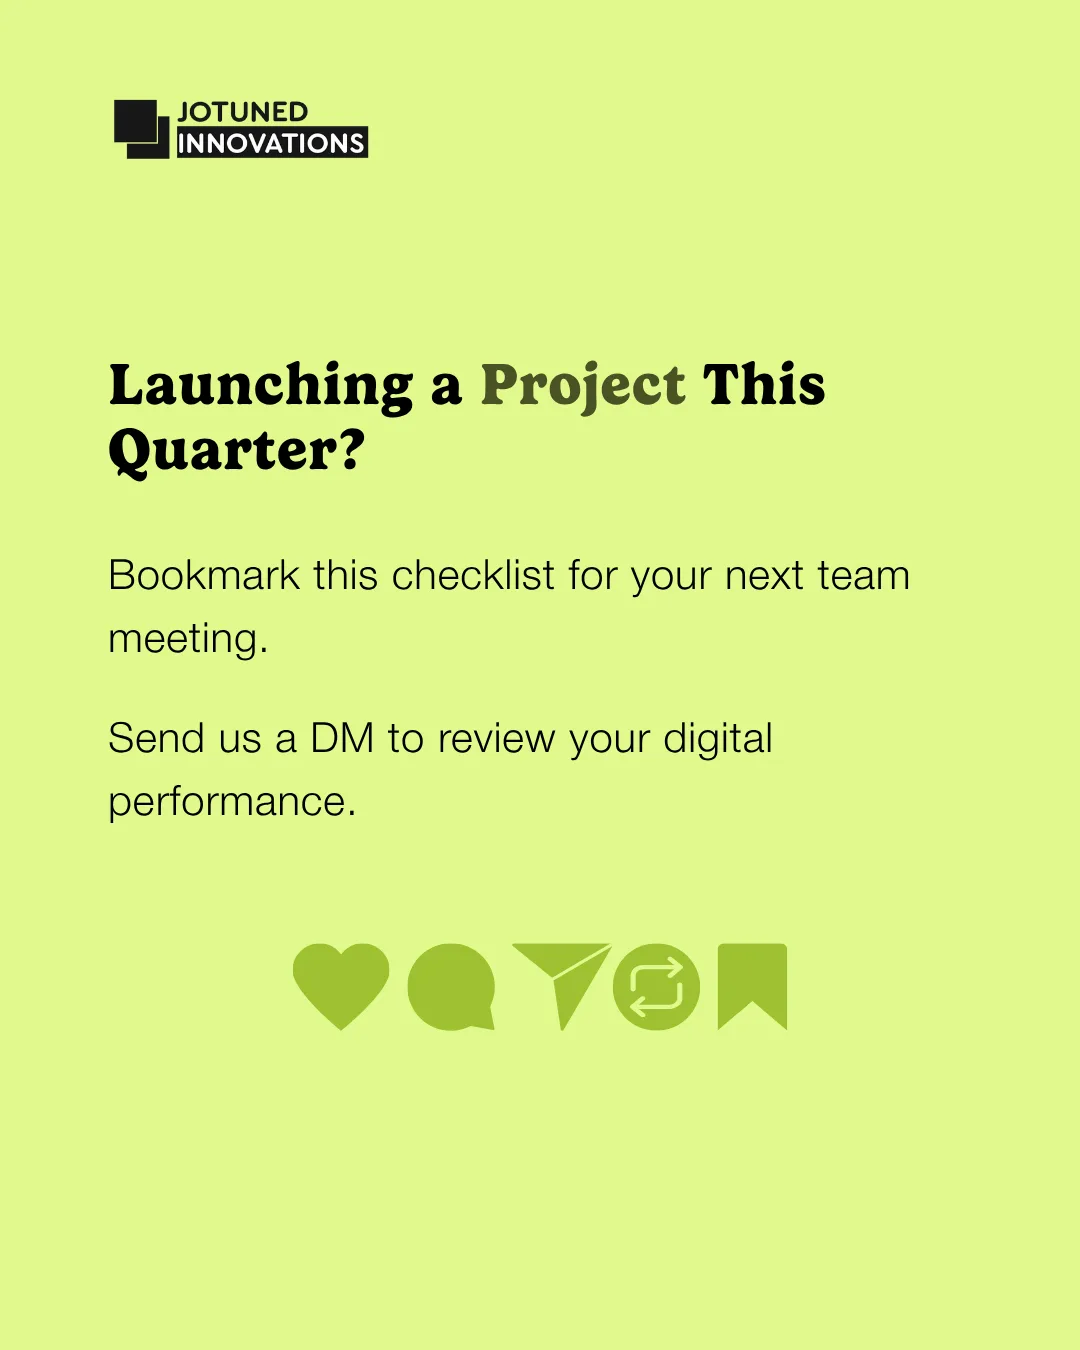 JOTUNED
INNOVATIONS
Launching a Project This
Quarter?
Bookmark this checklist for your next team
meeting.
Send us a DM to review your digital
performance.